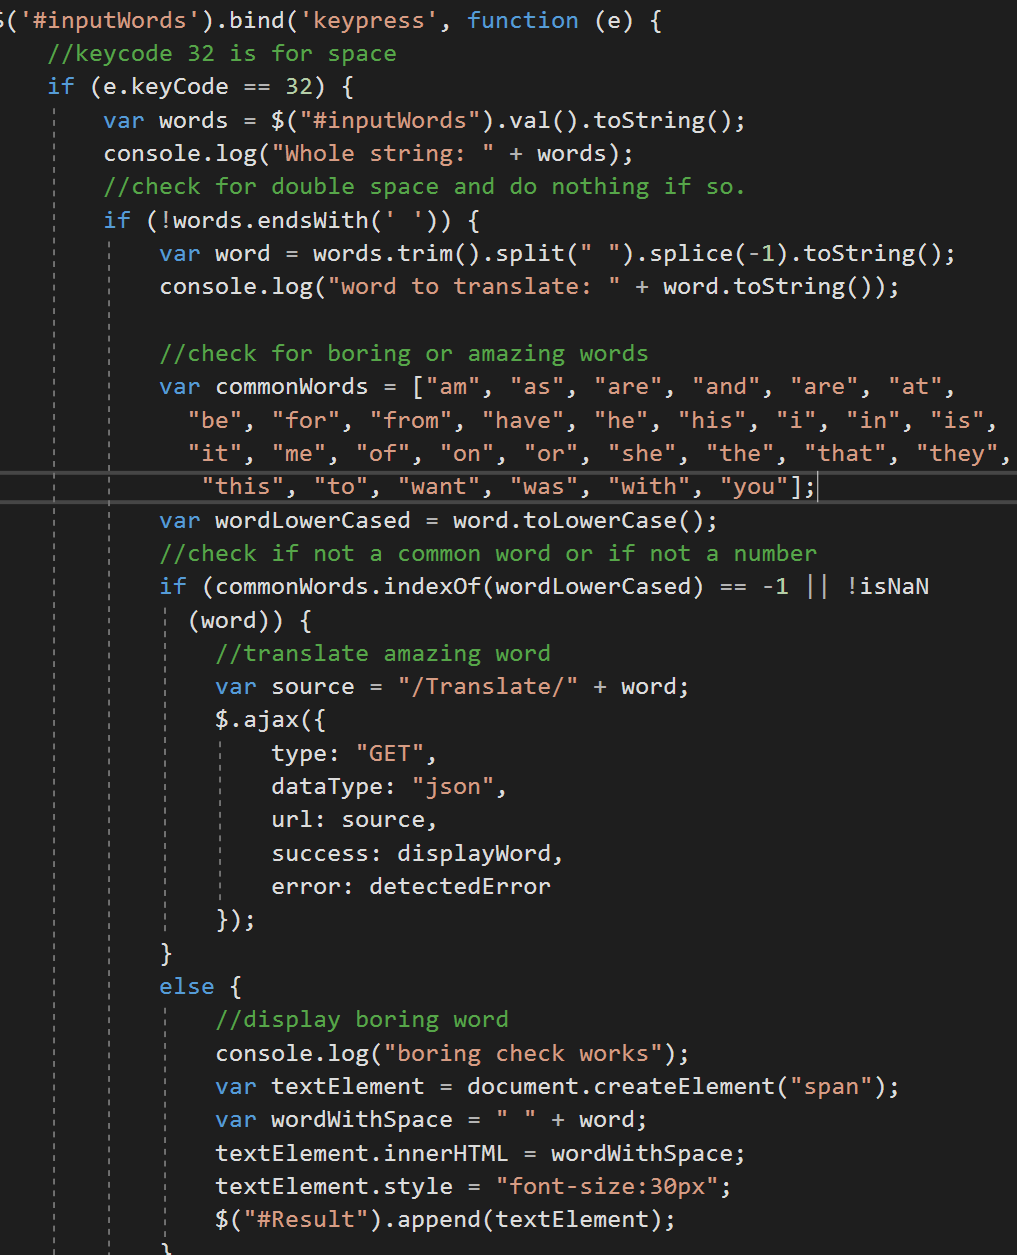 $('#inputWords').bind('keypress', function (e) {
    //keycode 32 is for space
    if (e.keyCode == 32) {
        var words = $("#inputWords").val().toString();
        console.log("Whole string: " + words);
        //check for double space and do nothing if so.
        if (!words.endsWith(' ')) {
            var word = words.trim().split(" ").splice(-1).toString();
            console.log("word to translate: " + word.toString());

            //check for boring or amazing words
            var commonWords = ["am", "as", "are", "and", "are", "at",
              "be", "for", "from", "have", "he", "his", "i", "in", "is",
              "it", "me", "of", "on", "or", "she", "the", "that", "they",
               "this", "to", "want", "was", "with", "you"];
            var wordLowerCased = word.toLowerCase();
            //check if not a common word or if not a number
            if (commonWords.indexOf(wordLowerCased) == -1 || !isNaN
              (word)) {
                //translate amazing word
                var source = "/Translate/" + word;
                $.ajax({
                    type: "GET",
                    dataType: "json",
                    url: source,
                    success: displayWord,
                    error: detectedError
                });
            }
            else {
                //display boring word
                console.log("boring check works");
                var textElement = document.createElement("span");
                var wordWithSpace = " " + word;
                textElement.innerHTML = wordWithSpace;
                textElement.style = "font-size:30px";
                $("#Result").append(textElement);
            }